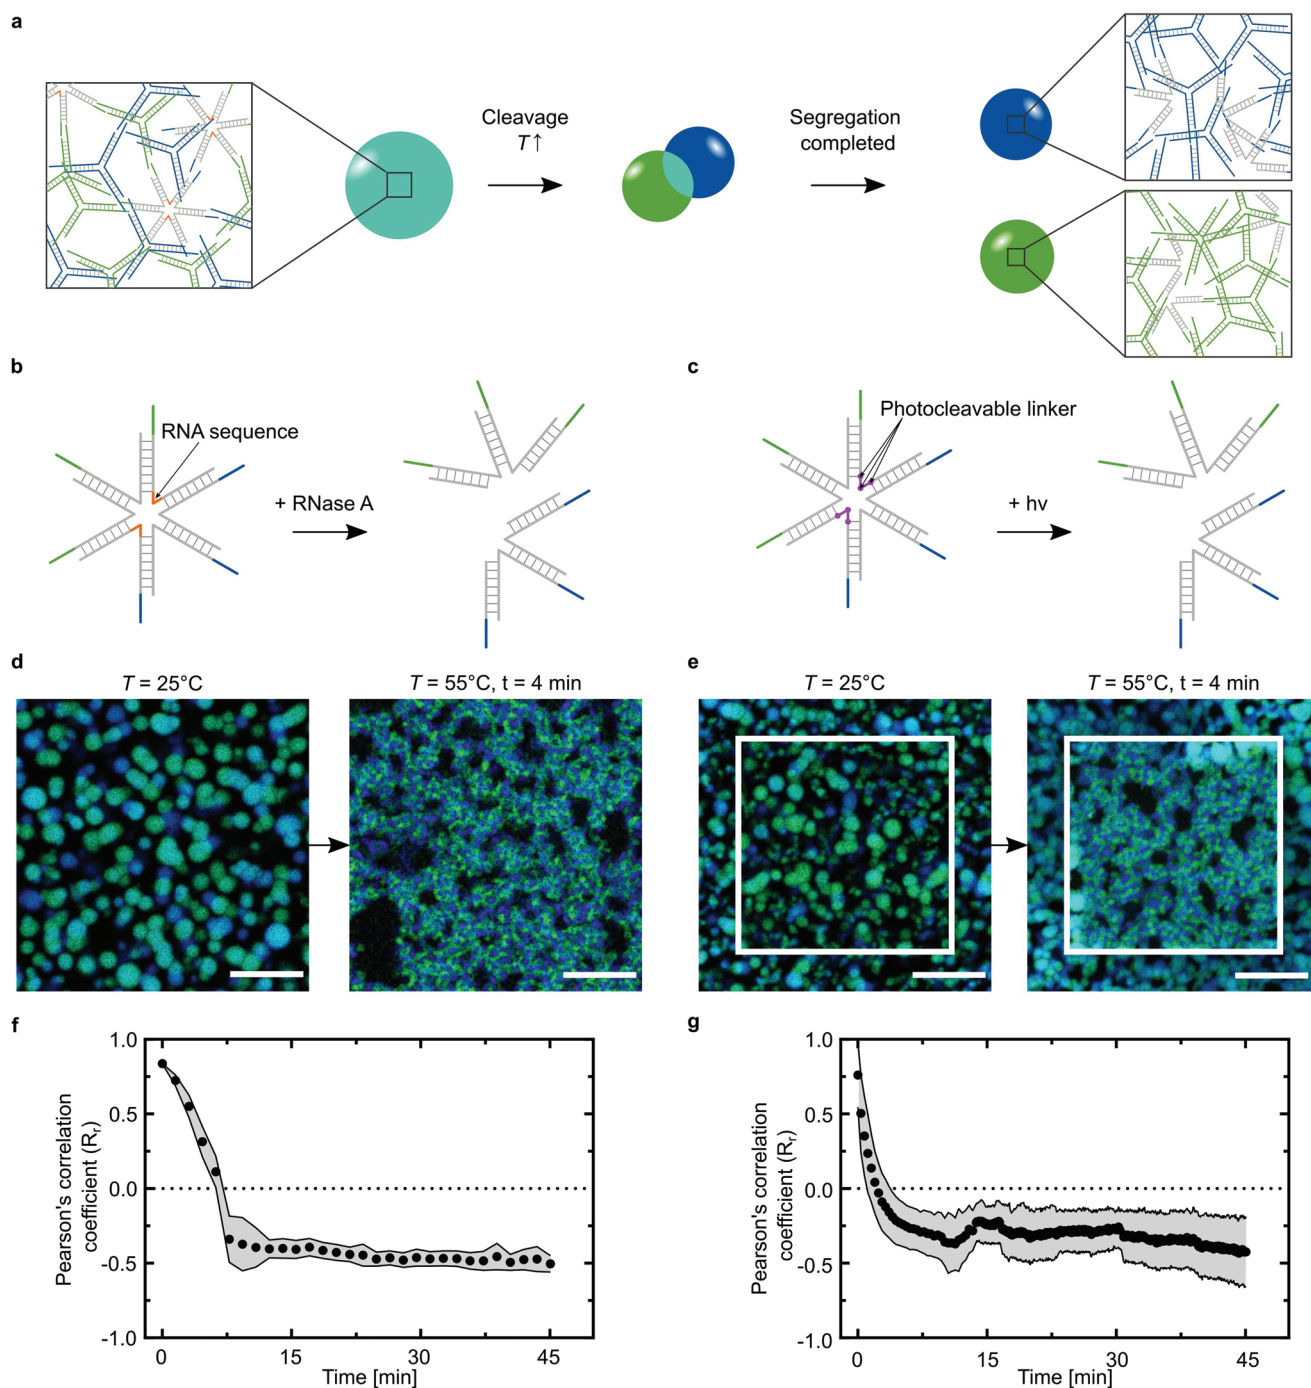 a
Cleavage
T↑
Segregation
completed
b
RNA sequence
+ RNase A
c
Photocleavable linker
+ hv
d
T = 25°C
T = 55°C, t = 4 min
e
T = 25°C
T = 55°C, t = 4 min
f
1.0
0.5
0.0
-0.5
-1.0
Pearson's correlation
coefficient (Rr)
0
15
30
45
Time [min]
g
1.0
0.5
0.0
-0.5
-1.0
Pearson's correlation
coefficient (Rr)
0
15
30
45
Time [min]